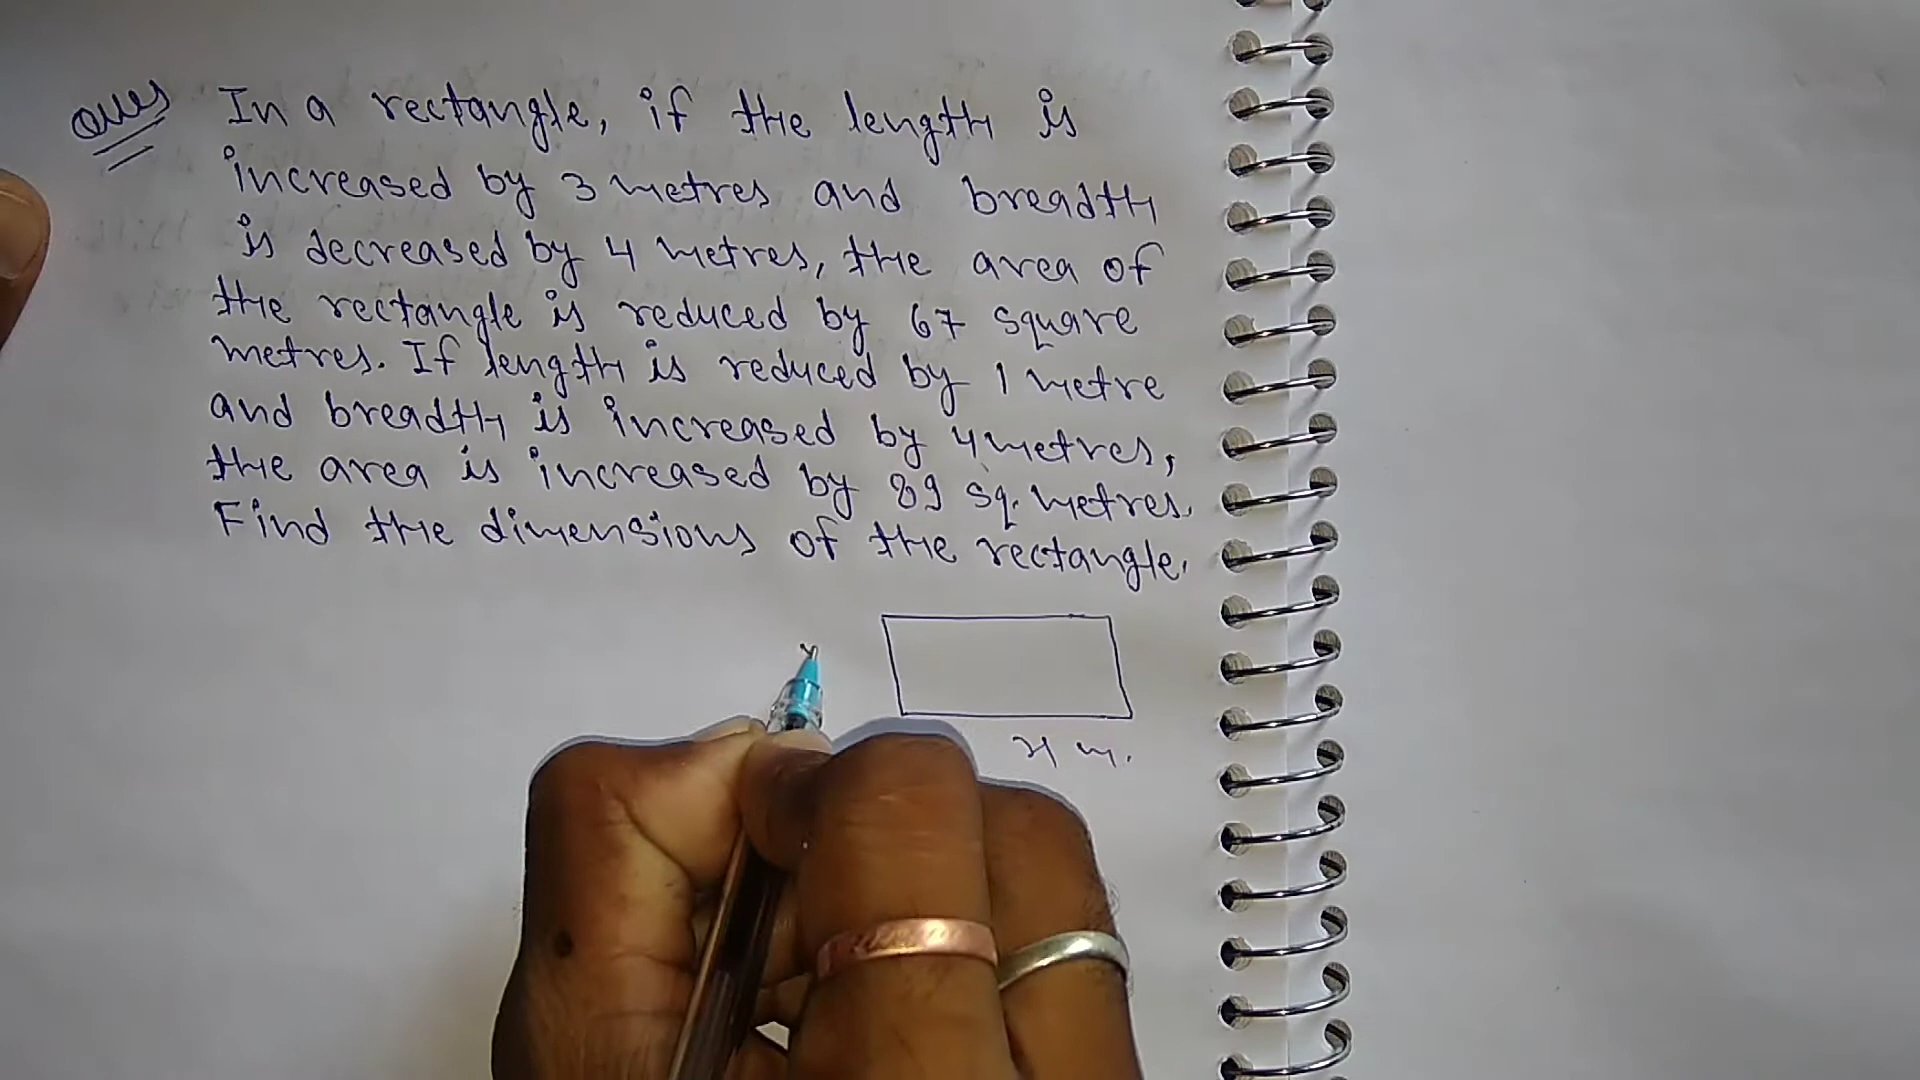 Ques In a rectangle, if the length is
increased by 3 metres and breadth
is decreased by 4 metres, the area of
the rectangle is reduced by 67 square
metres. If length is reduced by 1 metre
and breadth is increased by 4 metres,
the area is increased by 89 sq. metres.
Find the dimensions of the rectangle.
x m.